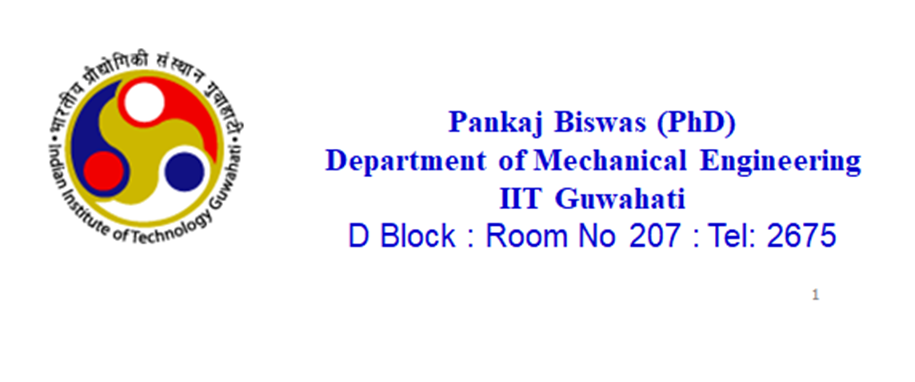 भारतीय प्रौद्योगिकी संस्थान गुवाहाटी
Indian Institute of Technology Guwahati
Pankaj Biswas (PhD)
Department of Mechanical Engineering
IIT Guwahati
D Block : Room No 207 : Tel: 2675
1